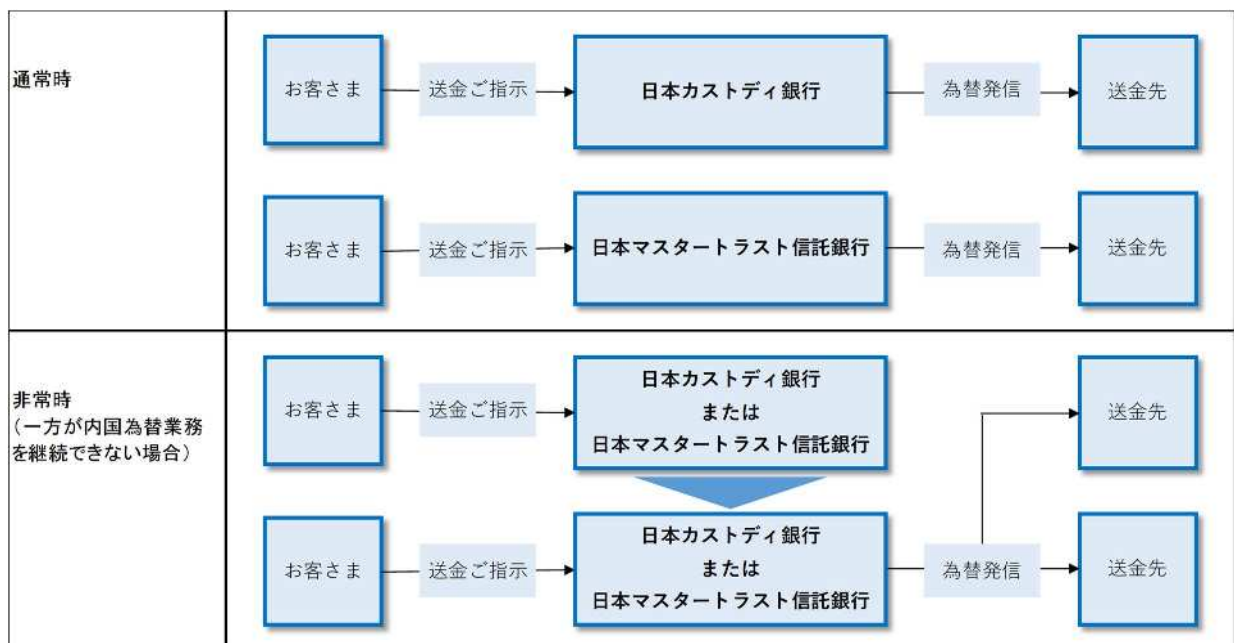 通常時
お客さま
送金ご指示
日本カストディ銀行
為替発信
送金先
お客さま
送金ご指示
日本マスタートラスト信託銀行
為替発信
送金先
非常時
（一方が内国為替業務
を継続できない場合）
お客さま
送金ご指示
日本カストディ銀行
または
日本マスタートラスト信託銀行
送金先
お客さま
送金ご指示
日本カストディ銀行
または
日本マスタートラスト信託銀行
為替発信
送金先